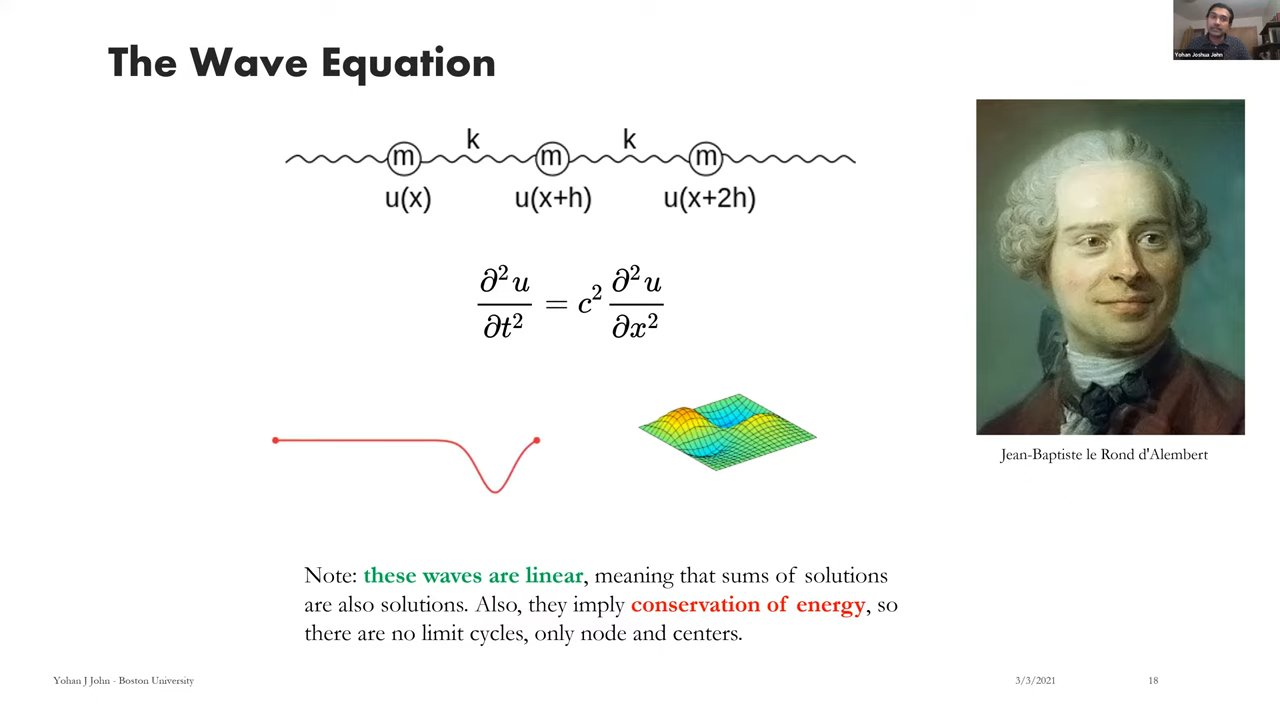 The Wave Equation
Yohan Joshua John
k k
m m m
u(x) u(x+h) u(x+2h)
∂²u/∂t² = c² ∂²u/∂x²
Jean-Baptiste le Rond d'Alembert
Note: these waves are linear, meaning that sums of solutions
are also solutions. Also, they imply conservation of energy, so
there are no limit cycles, only node and centers.
Yohan J John - Boston University 3/3/2021 18